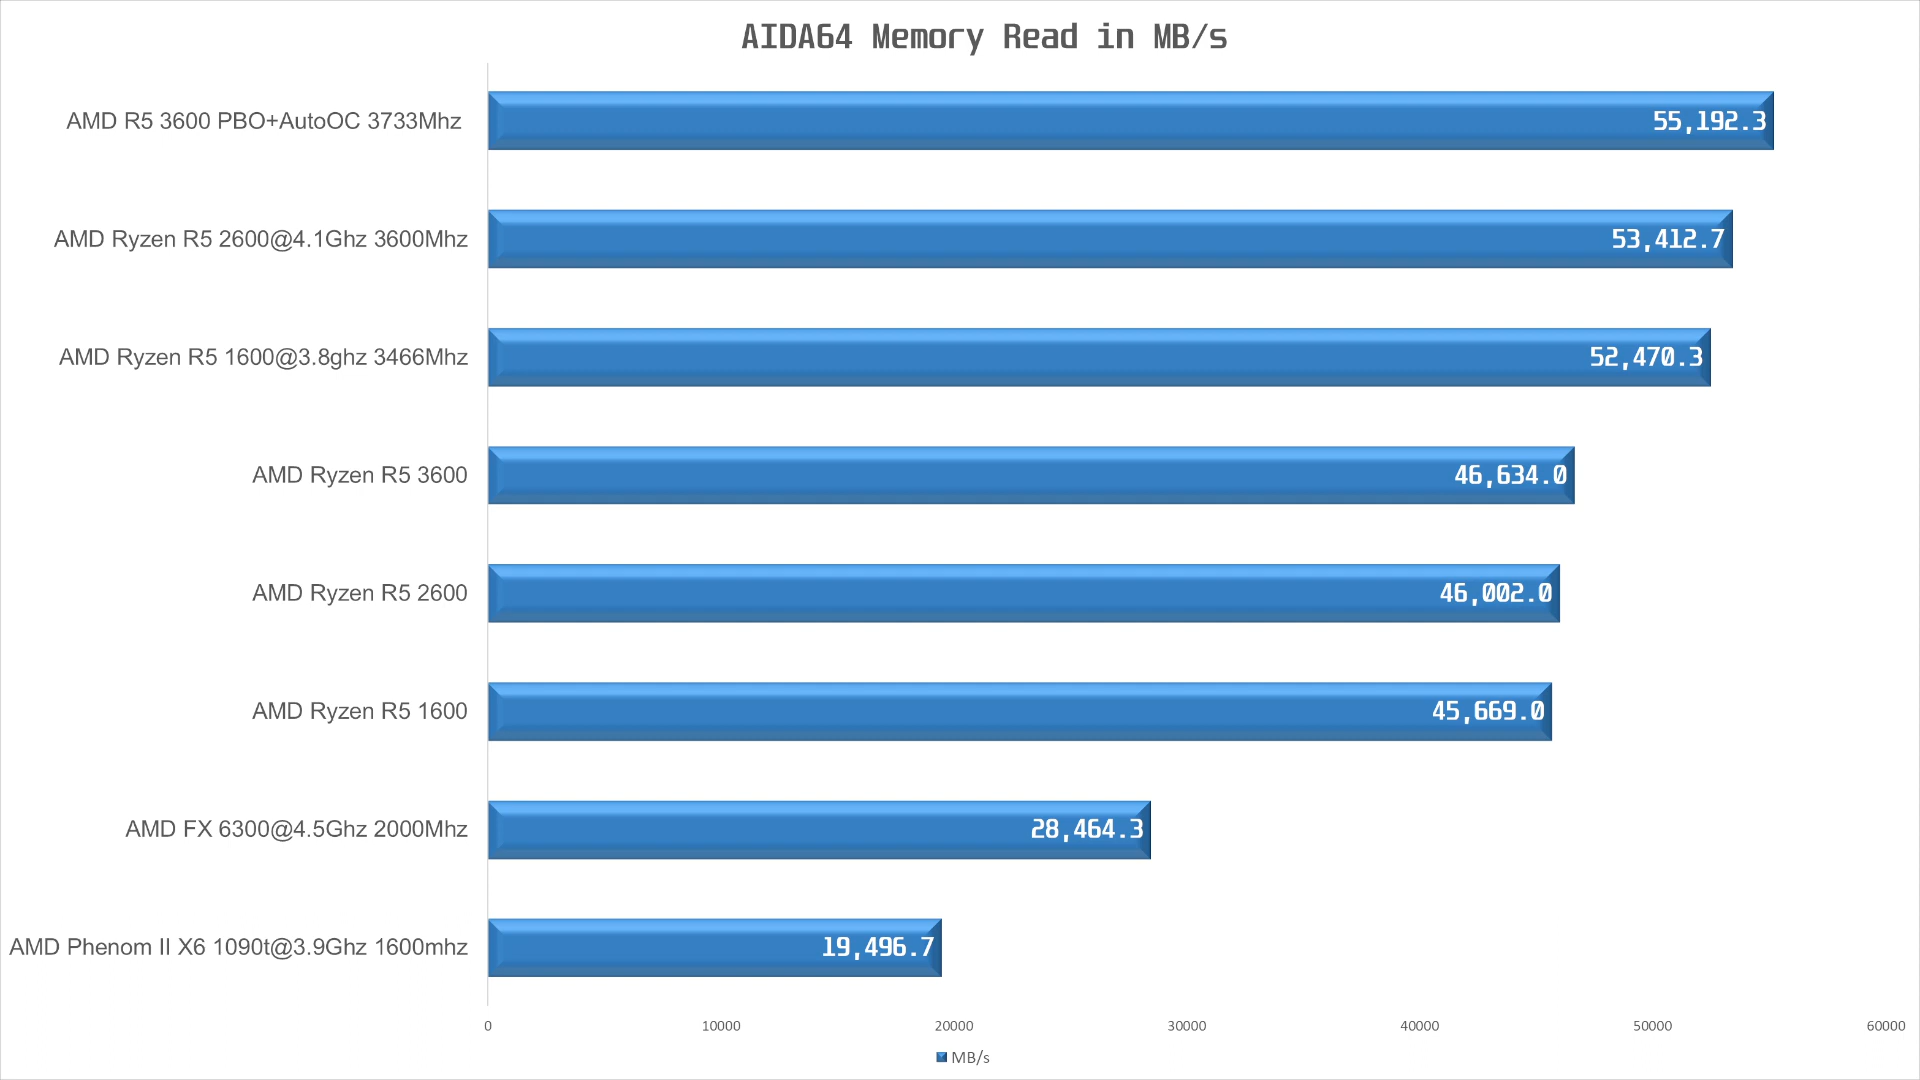 AIDA64 Memory Read in MB/s
AMD R5 3600 PBO+AutoOC 3733Mhz 55,192.3
AMD Ryzen R5 2600@4.1Ghz 3600Mhz 53,412.7
AMD Ryzen R5 1600@3.8ghz 3466Mhz 52,470.3
AMD Ryzen R5 3600 46,634.0
AMD Ryzen R5 2600 46,002.0
AMD Ryzen R5 1600 45,669.0
AMD FX 6300@4.5Ghz 2000Mhz 28,464.3
AMD Phenom II X6 1090t@3.9Ghz 1600mhz 19,496.7
0 10000 20000 30000 40000 50000 60000
MB/s